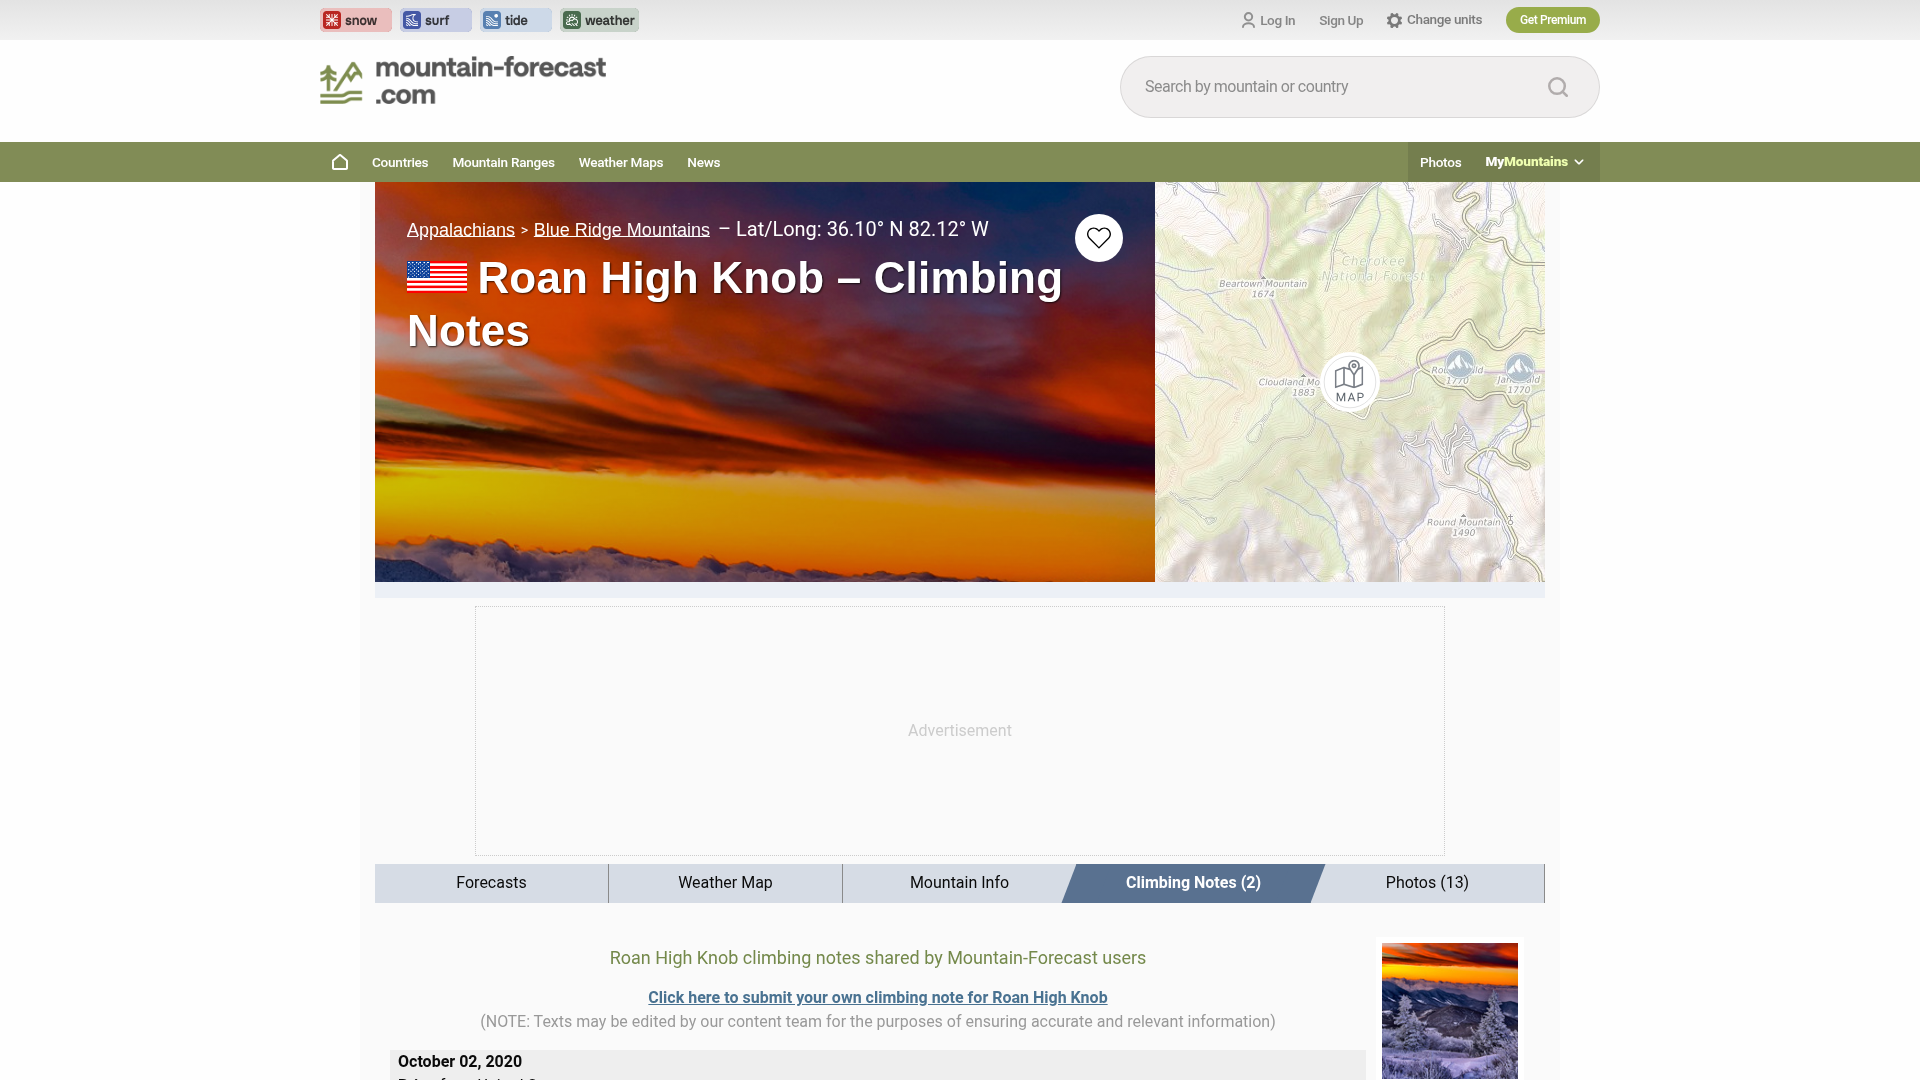 snow
surf
tide
weather
Log In
Sign Up
Change units
Get Premium
mountain-forecast
.com
Search by mountain or country
Countries
Mountain Ranges
Weather Maps
News
Photos
MyMountains
Appalachians > Blue Ridge Mountains – Lat/Long: 36.10° N 82.12° W
Roan High Knob – Climbing
Notes
Cherokee
National Forest
Beartown Mountain
1674
Cloudland Mo
1883
MAP
1770
1770
Round Mountain
1490
Advertisement
Forecasts
Weather Map
Mountain Info
Climbing Notes (2)
Photos (13)
Roan High Knob climbing notes shared by Mountain-Forecast users
Click here to submit your own climbing note for Roan High Knob
(NOTE: Texts may be edited by our content team for the purposes of ensuring accurate and relevant information)
October 02, 2020